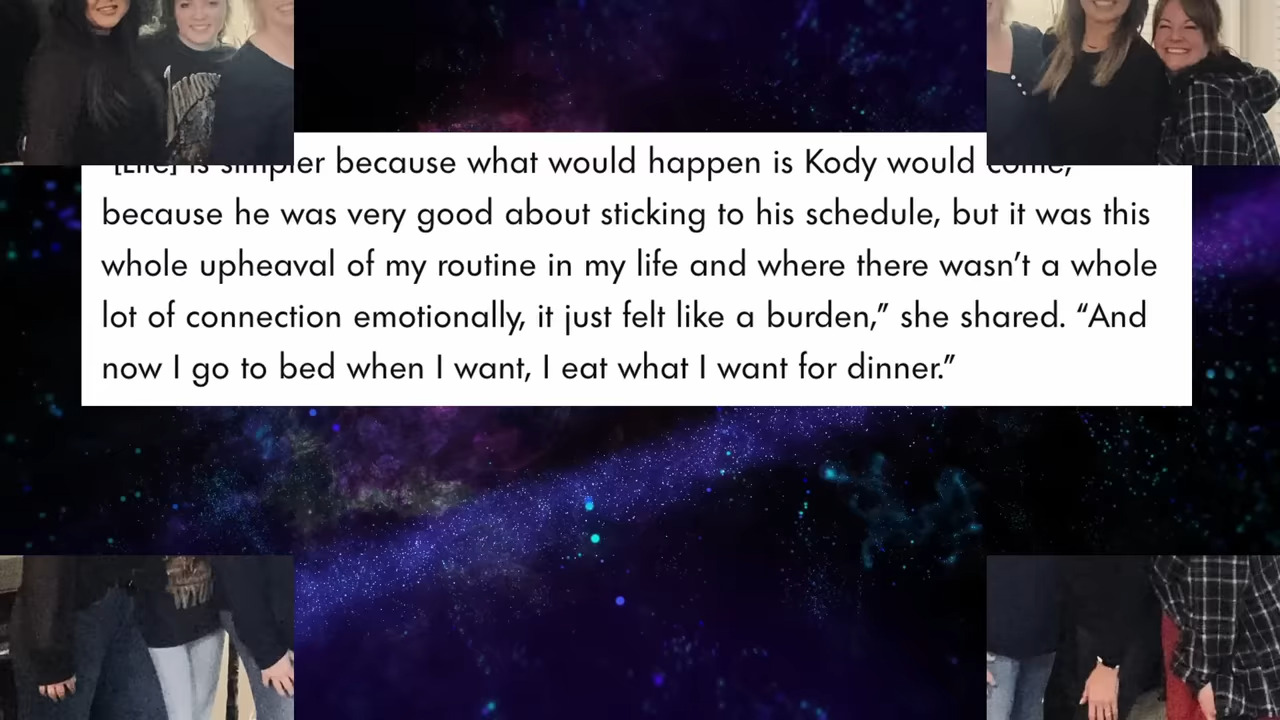 “[Life] is simpler because what would happen is Kody would come,
because he was very good about sticking to his schedule, but it was this
whole upheaval of my routine in my life and where there wasn’t a whole
lot of connection emotionally, it just felt like a burden,” she shared. “And
now I go to bed when I want, I eat what I want for dinner.”